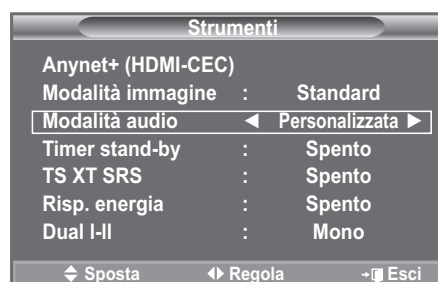 Strumenti
Anynet+ (HDMI-CEC)
Modalità immagine : Standard
Modalità audio ◄ Personalizzata ►
Timer stand-by : Spento
TS XT SRS : Spento
Risp. energia : Spento
Dual I-II : Mono
Sposta Regola Esci